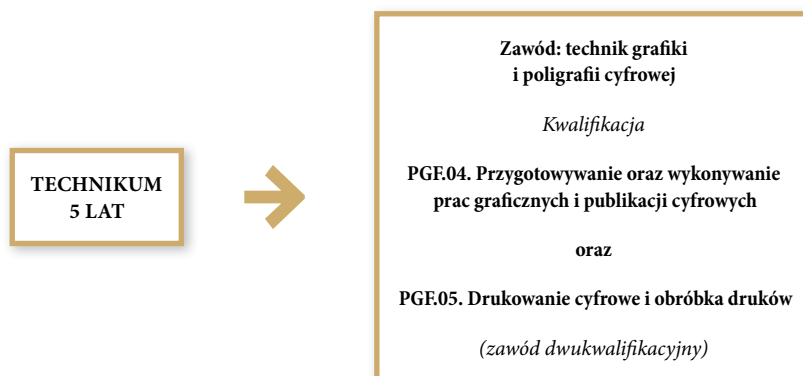 TECHNIKUM
5 LAT
Zawód: technik grafiki
i poligrafii cyfrowej
Kwalifikacja
PGF.04. Przygotowywanie oraz wykonywanie
prac graficznych i publikacji cyfrowych
oraz
PGF.05. Drukowanie cyfrowe i obróbka druków
(zawód dwukwalifikacyjny)